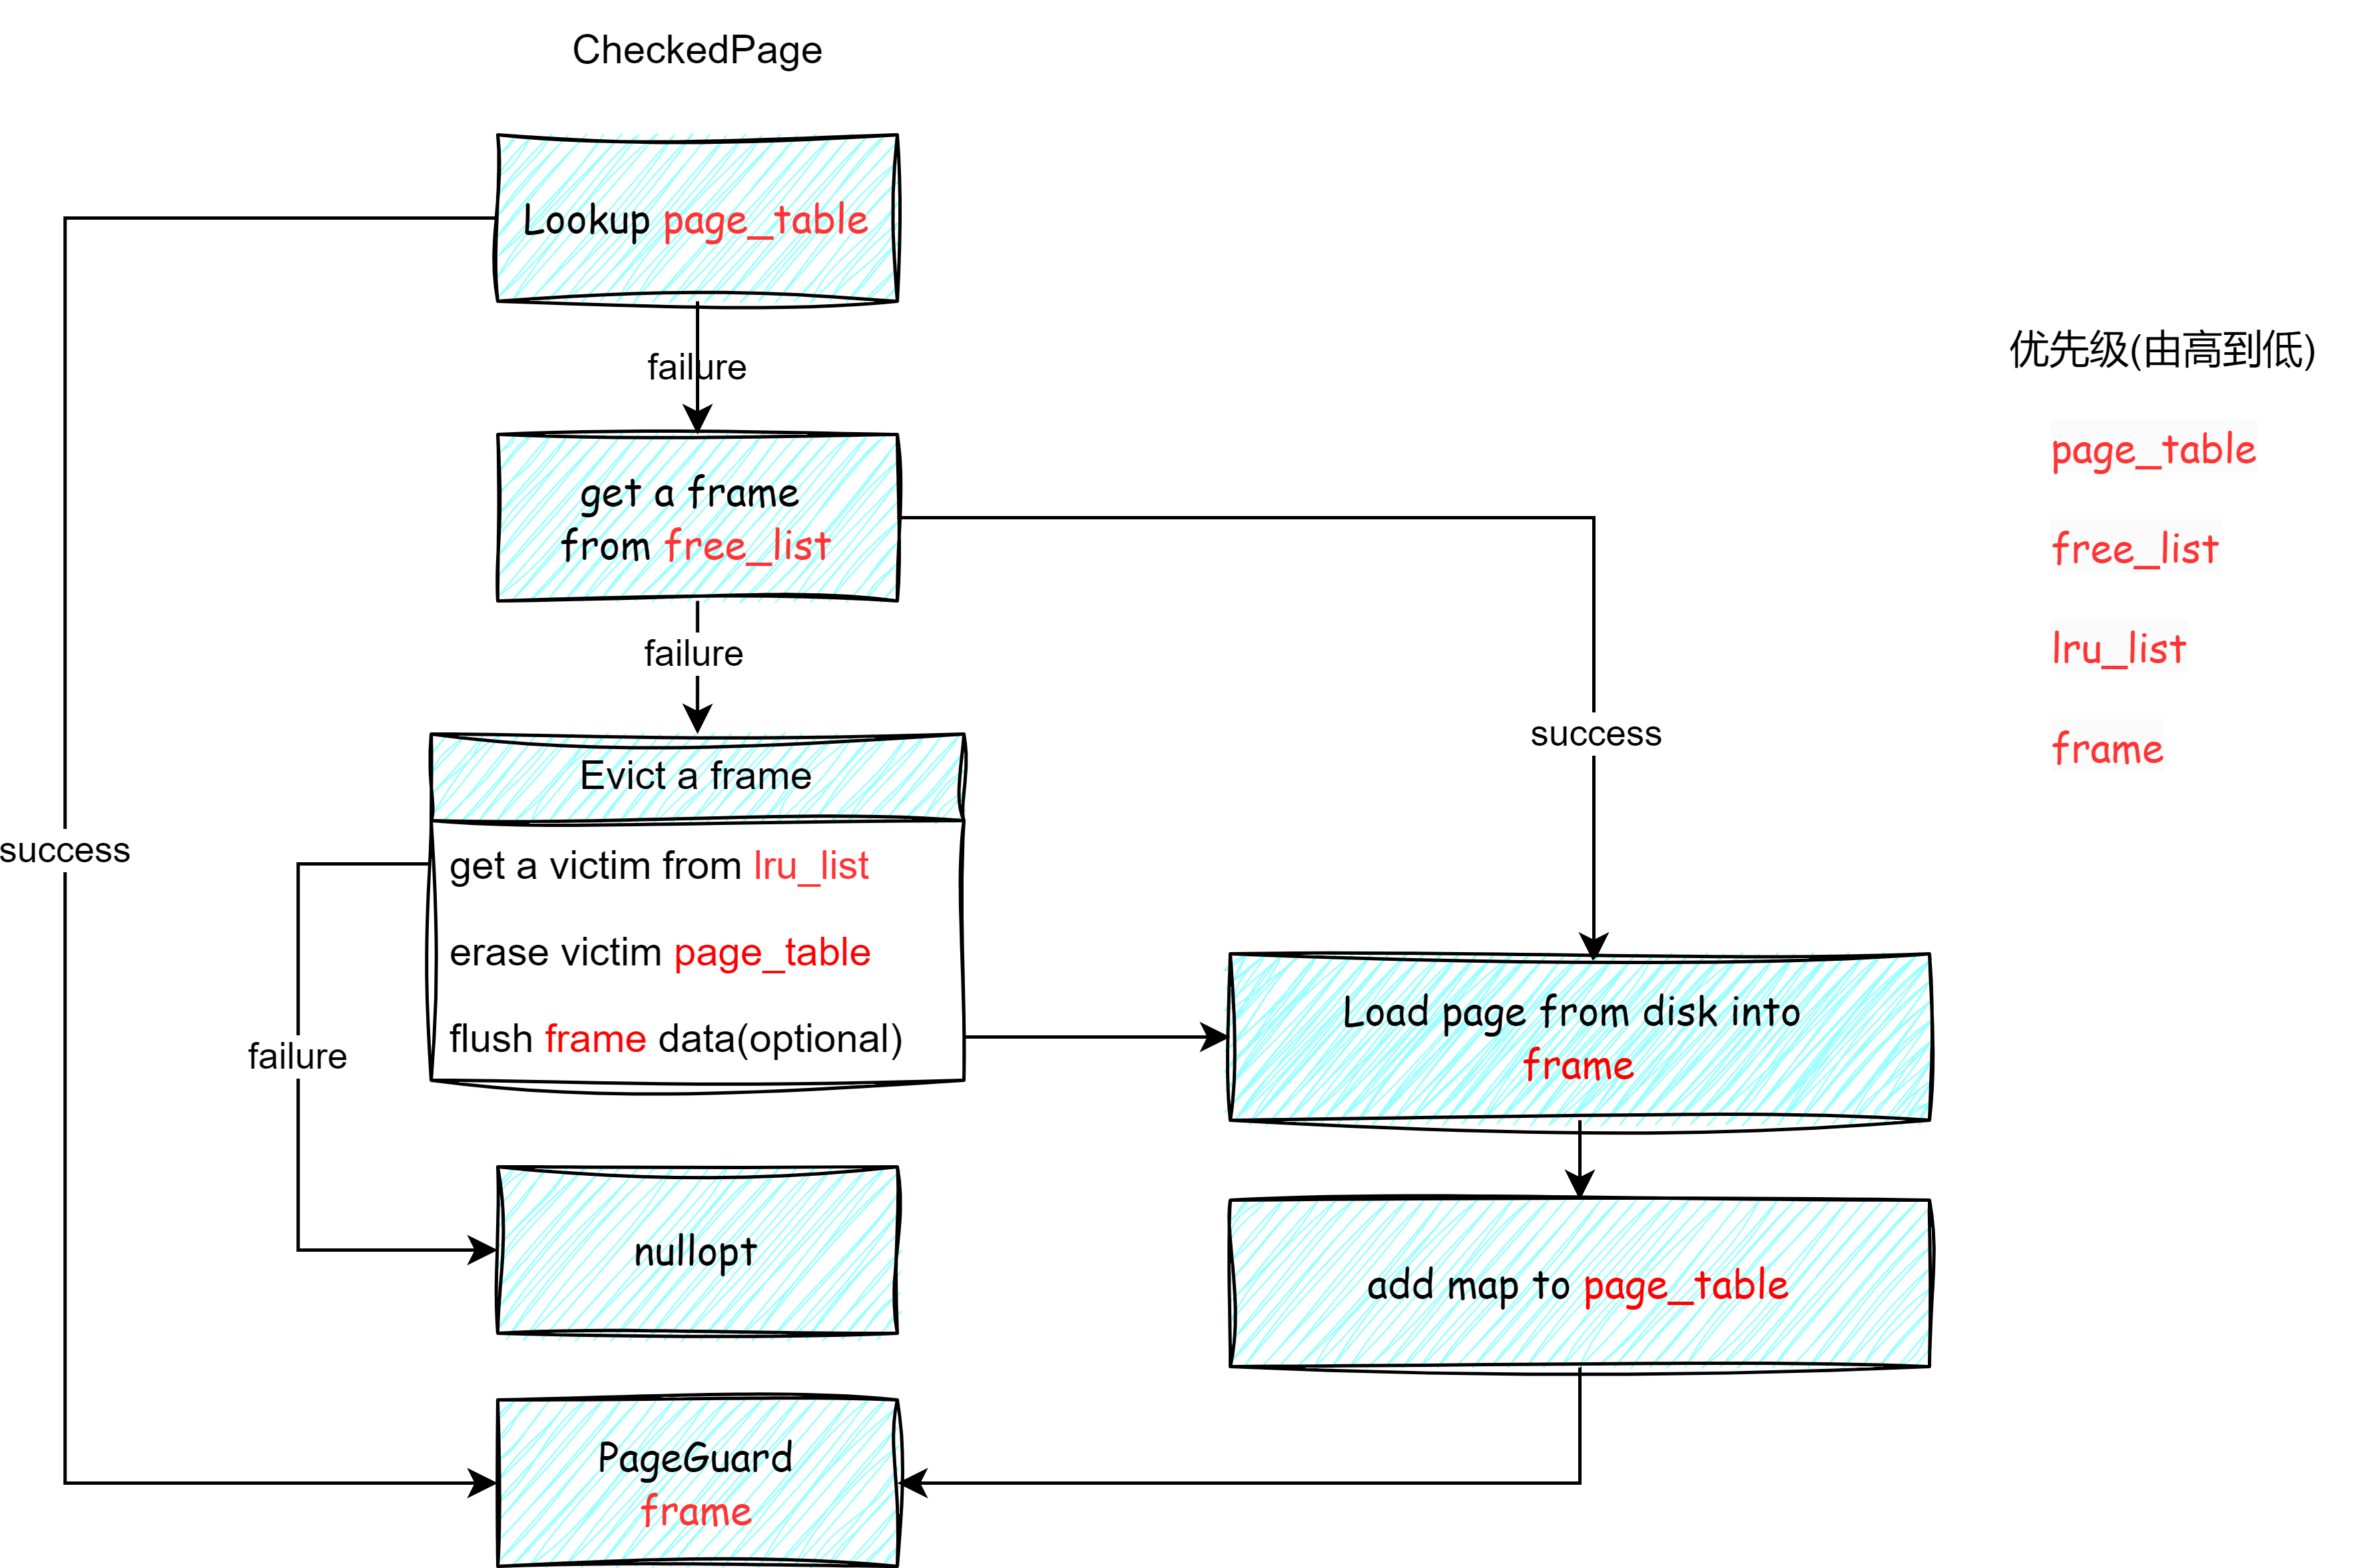 CheckedPage
Lookup page_table
failure
get a frame
from free_list
failure
Evict a frame
get a victim from lru_list
erase victim page_table
flush frame data(optional)
success
failure
nullopt
PageGuard
frame
success
Load page from disk into
frame
add map to page_table
优先级(由高到低)
page_table
free_list
lru_list
frame